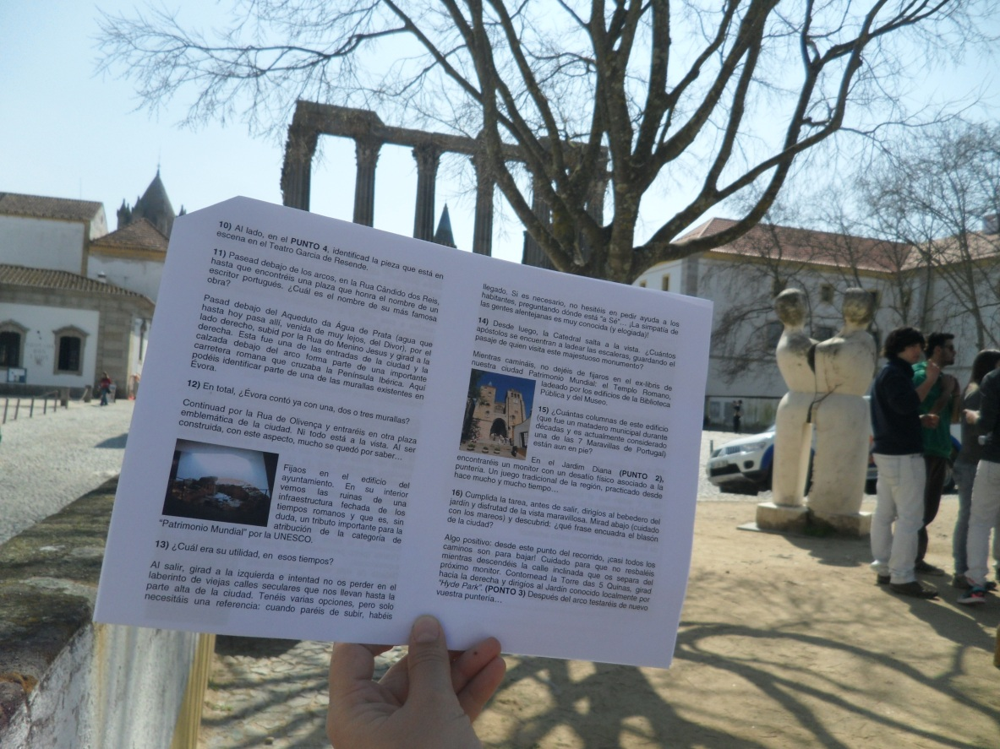 10) Al lado, en el PUNTO 4, identificad la pieza que está en
escena en el Teatro Garcia de Resende.
11) Pasead debajo de los arcos, en la Rua Cândido dos Reis,
hasta que encontréis una plaza que honra el nombre de un
escritor portugués. ¿Cuál es el nombre de su más famosa
obra?
Pasad debajo del Aqueduto da Água de Prata (agua que
hasta hoy pasa allí, venida de muy lejos, del Divor), por el
lado derecho, subid por la Rua do Menino Jesus y girad a la
derecha. Esta fue una de las entradas de la ciudad y la
calzada debajo del arco forma parte de una importante
carretera romana que cruzaba la Península Ibérica. Aquí
podéis identificar parte de una de las murallas existentes en
Évora.
12) En total, ¿Évora contó ya con una, dos o tres murallas?
Continuad por la Rua de Olivença y entraréis en otra plaza
emblemática de la ciudad. Ni todo está a la vista. Al ser
construida, con este aspecto, mucho se quedó por saber...
Fijaos en el edificio del
ayuntamiento. En su interior
vemos las ruinas de una
infraestructura fechada de los
tiempos romanos y que es, sin
duda, un tributo importante para la
atribución de la categoría de
“Patrimonio Mundial” por la UNESCO.
13) ¿Cuál era su utilidad, en esos tiempos?
Al salir, girad a la izquierda e intentad no os perder en el
laberinto de viejas calles seculares que nos llevan hasta la
parte alta de la ciudad. Tenéis varias opciones, pero solo
necesitáis una referencia: cuando paréis de subir, habéis
llegado. Si es necesario, no hesitéis en pedir ayuda a los
habitantes, preguntando dónde está “a Sé”... ¡La simpatía de
las gentes alentejanas es muy conocida (y elogiada)!
14) Desde luego, la Catedral salta a la vista. ¿Cuántos
apóstolos se encuentran a ladear las escaleras, guardando el
pasaje de quien visita este majestuoso monumento?
Mientras camináis, no dejéis de fijaros en el ex-libris de
nuestra ciudad Patrimonio Mundial: el Templo Romano,
ladeado por los edificios de la Biblioteca
Pública y del Museo.
15) ¿Cuántas columnas de este edificio
(que fue un matadero municipal durante
décadas y es actualmente considerado
una de las 7 Maravillas de Portugal)
están aun en pie?
En el Jardim Diana (PUNTO 2),
encontraréis un monitor con un desafío asociado a la
puntería. Un juego tradicional de la región, practicado desde
hace mucho y mucho tiempo...
16) Cumplida la tarea, antes de salir, dirigíos al bebedero del
jardín y disfrutad de la vista maravillosa. Mirad abajo (cuidado
con los mareos) y descubrid: ¿qué frase encuadra el blasón
de la ciudad?
Algo positivo: desde este punto del recorrido, ¡casi todos los
caminos son para bajar! Cuidado para que no resbaléis
mientras descendéis la calle inclinada que os separa del
próximo monitor. Contornead la Torre das 5 Quinas, girad
hacia la derecha y dirigíos al Jardín conocido localmente por
“Hyde Park”. (PONTO 3) Después del arco testaréis de nuevo
vuestra puntería...